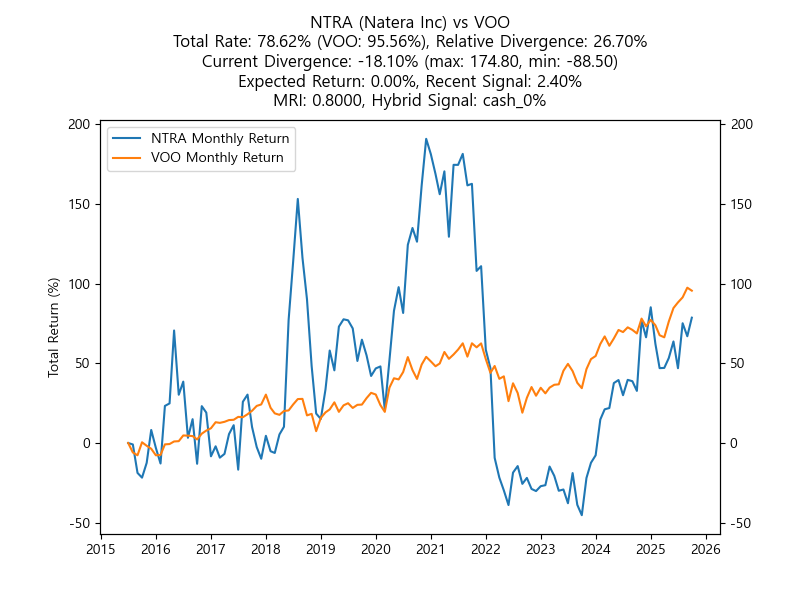 NTRA (Natera Inc) vs VOO
Total Rate: 78.62% (VOO: 95.56%), Relative Divergence: 26.70%
Current Divergence: -18.10% (max: 174.80, min: -88.50)
Expected Return: 0.00%, Recent Signal: 2.40%
MRI: 0.8000, Hybrid Signal: cash_0%
NTRA Monthly Return
VOO Monthly Return
Total Return (%)
200
150
100
50
0
-50
200
150
100
50
0
-50
2015 2016 2017 2018 2019 2020 2021 2022 2023 2024 2025 2026